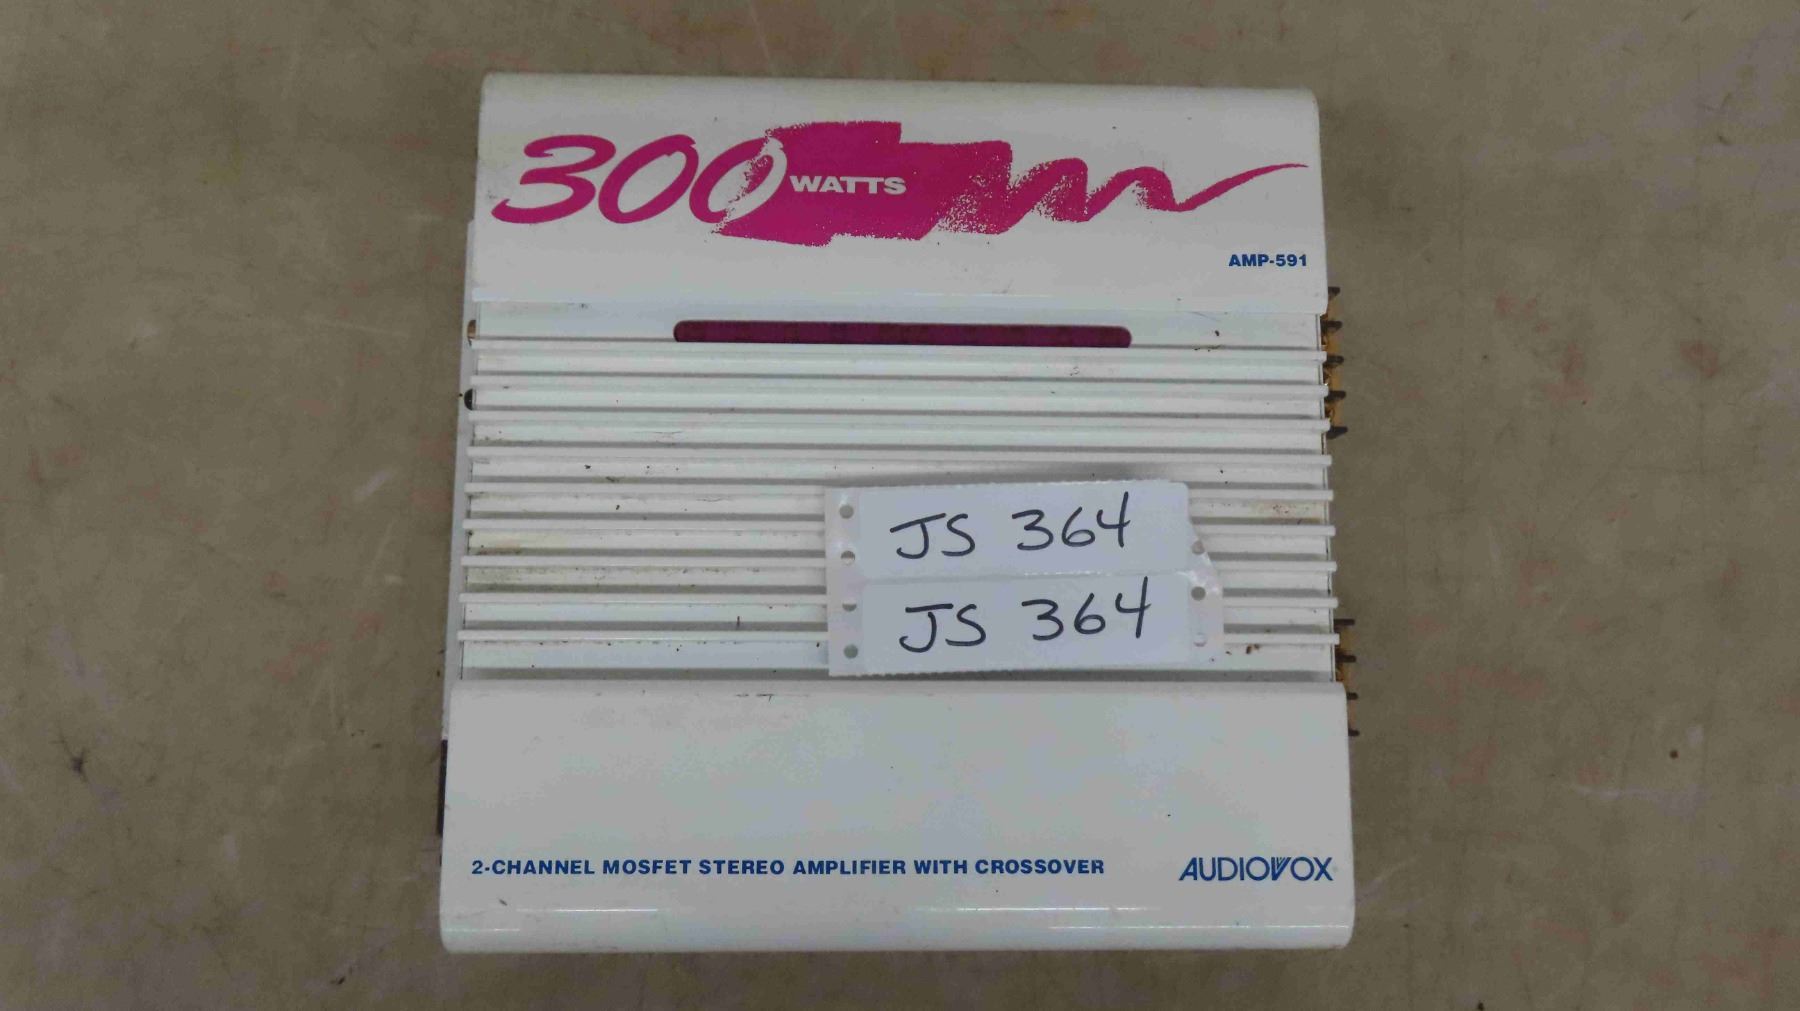 300 WATTS
AMP-591
JS 364
JS 364
2-CHANNEL MOSFET STEREO AMPLIFIER WITH CROSSOVER AUDIOVOX